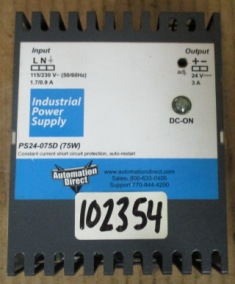 Input
Output
L N ⏚
+ −
115/230 V~ (50/60Hz)
adj.
24 V
1.7/0.9 A
3 A
Industrial
Power
Supply
DC-ON
PS24-075D (75W)
Constant current short circuit protection, auto-restart
Automation
Direct
www.automationdirect.com
Sales, 800-633-0405
Support 770-844-4200
102354